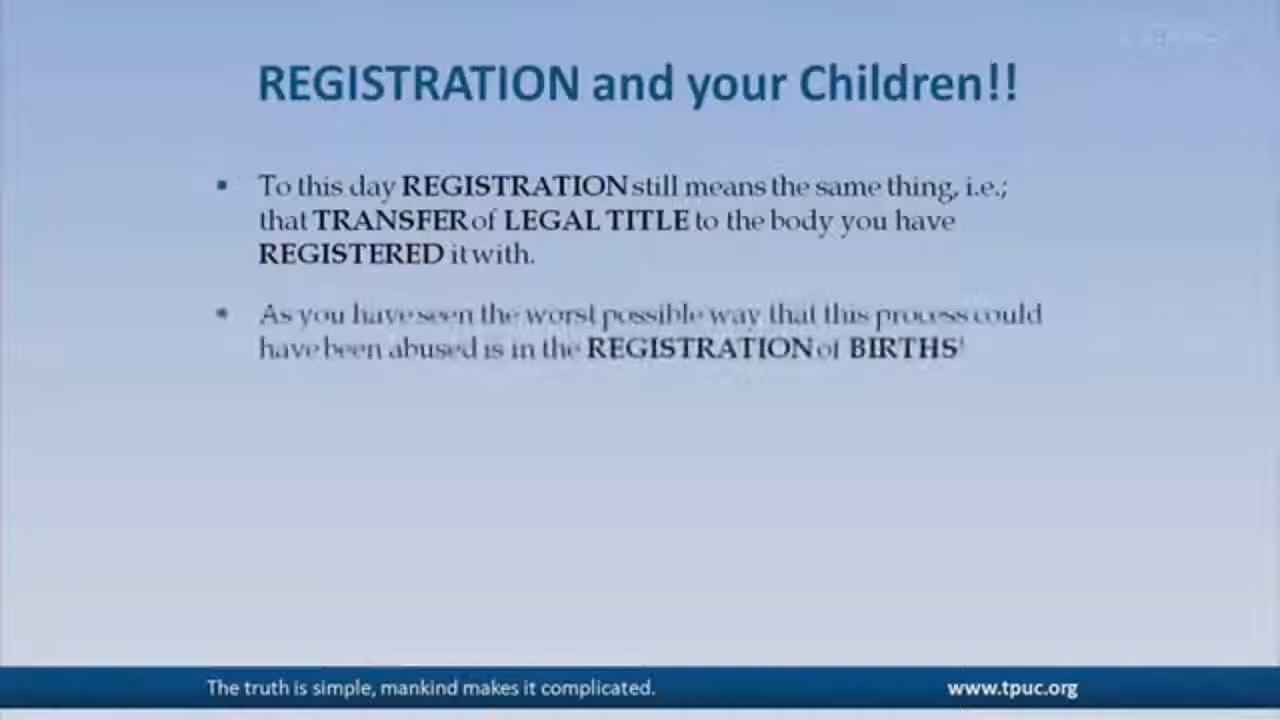 REGISTRATION and your Children!!
To this day REGISTRATION still means the same thing, i.e.;
that TRANSFER of LEGAL TITLE to the body you have
REGISTERED it with.
As you have seen the worst possible way that this process could
have been abused is in the REGISTRATION of BIRTHS!
The truth is simple, mankind makes it complicated.
www.tpuc.org